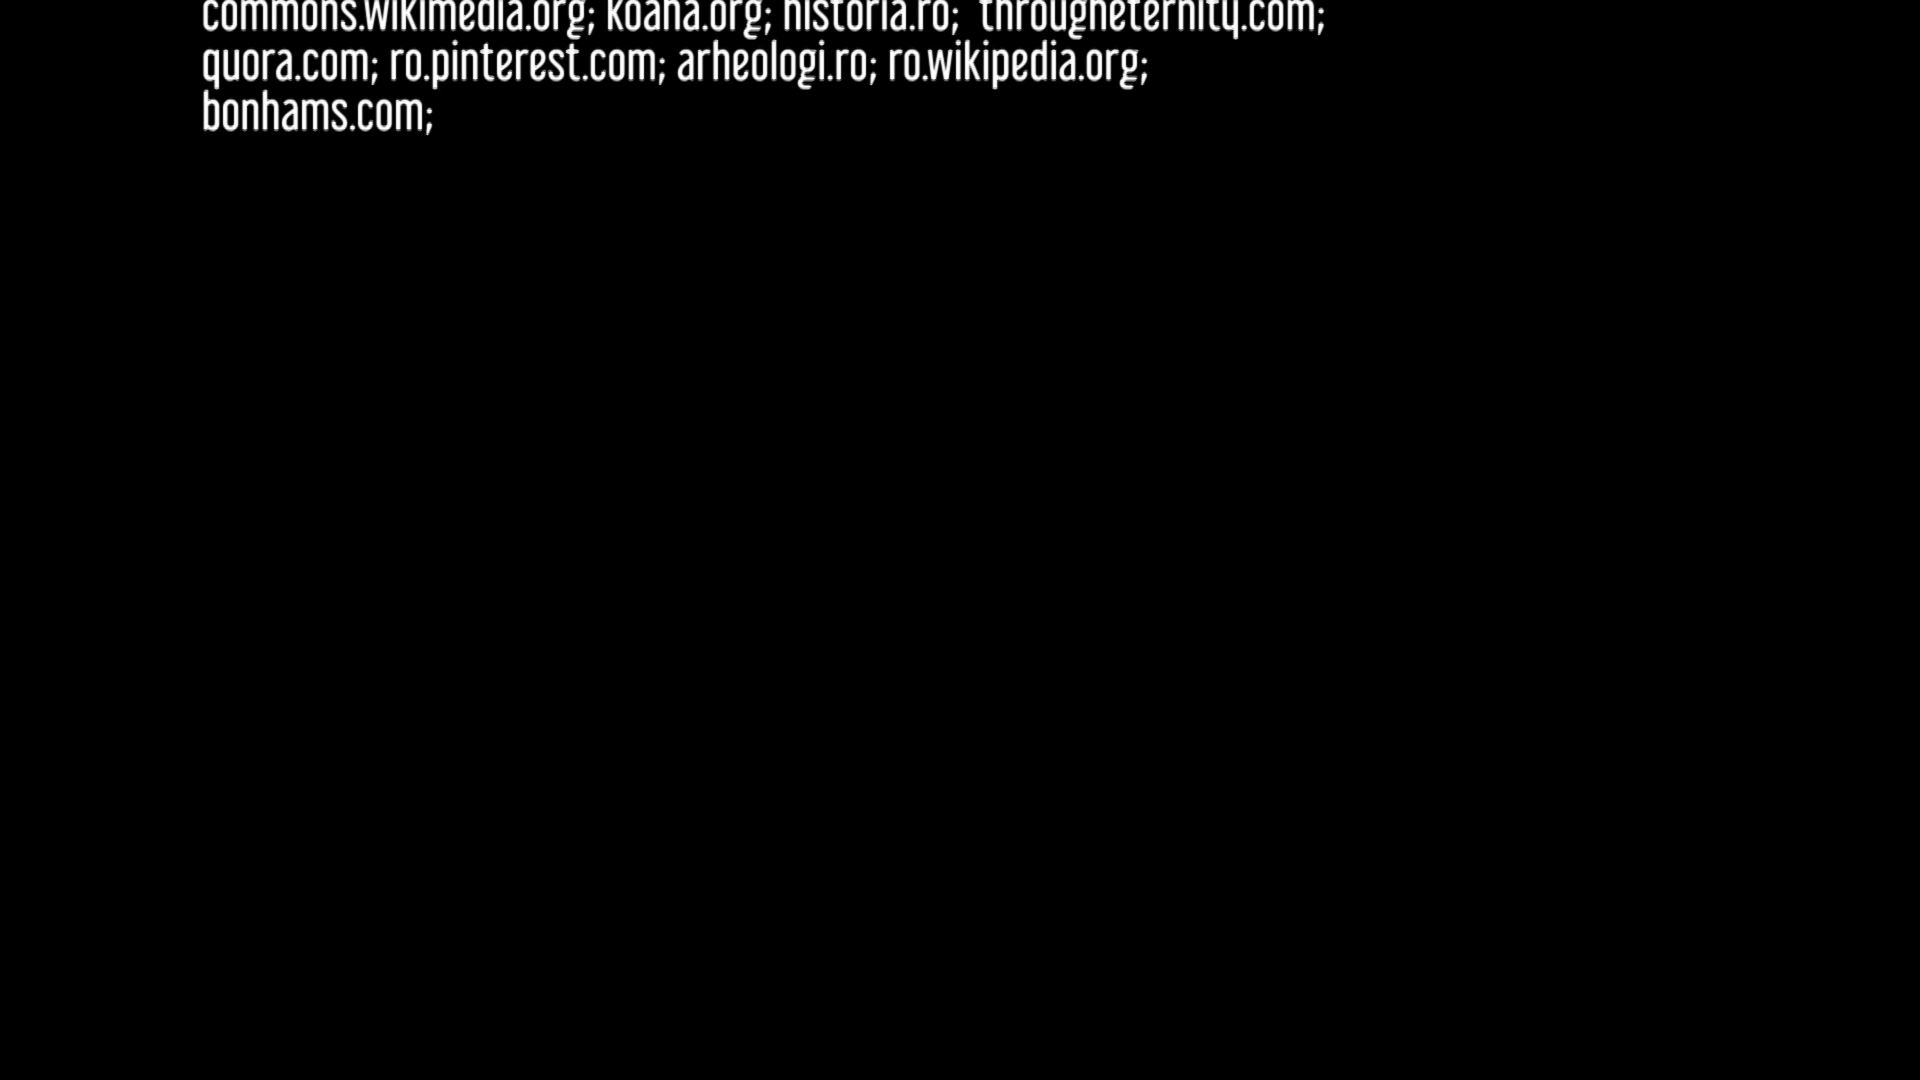 commons.wikimedia.org; koaha.org; historia.ro;  througheternity.com;
quora.com; ro.pinterest.com; arheologi.ro; ro.wikipedia.org;
bonhams.com;